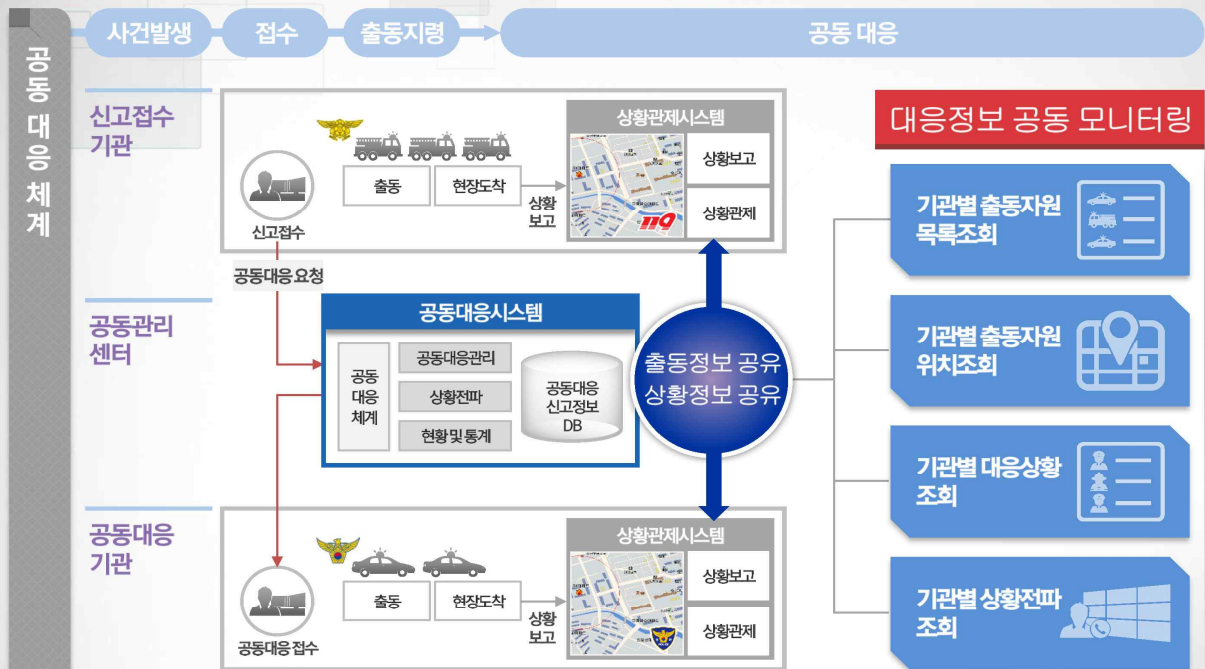 공동 대응 체계
사건발생
접수
출동지령
공동 대응
신고접수
기관
신고접수
출동
현장도착
상황
보고
상황관제시스템
119
상황보고
상황관제
공동대응 요청
공동관리
센터
공동대응시스템
공동
대응
체계
공동대응관리
상황전파
현황 및 통계
공동대응
신고정보
DB
출동정보 공유
상황정보 공유
공동대응
기관
공동대응 접수
출동
현장도착
상황
보고
상황관제시스템
상황보고
상황관제
대응정보 공동 모니터링
기관별 출동자원
목록조회
기관별 출동자원
위치조회
기관별 대응상황
조회
기관별 상황전파
조회